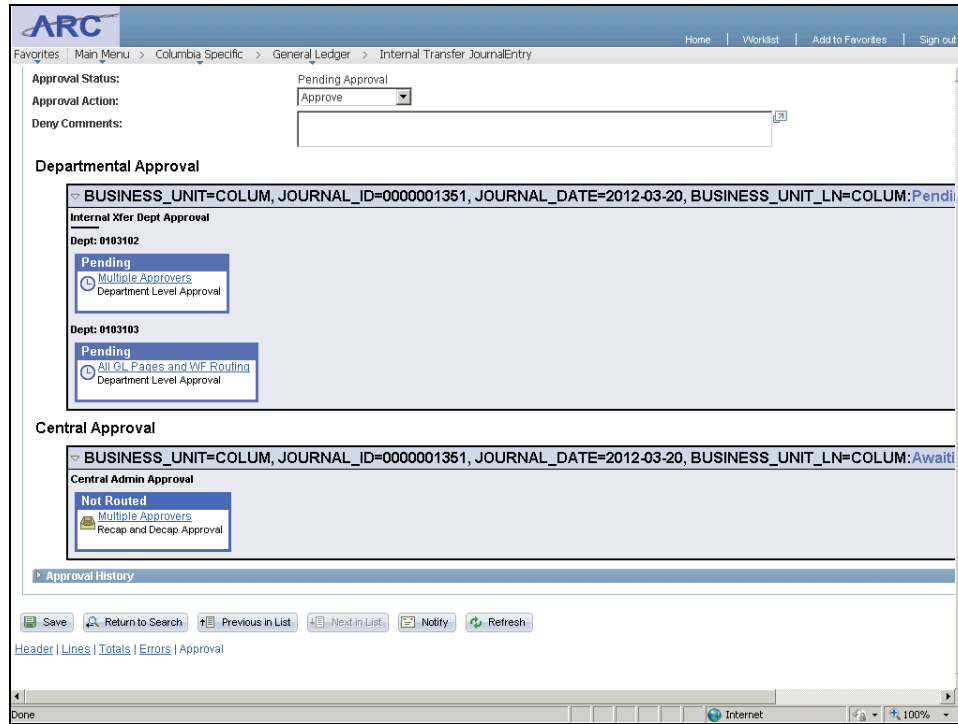 ARC
Home | Worklist | Add to Favorites | Sign out
Favorites Main Menu > Columbia Specific > General Ledger > Internal Transfer JournalEntry
Approval Status: Pending Approval
Approval Action: Approve
Deny Comments:
Departmental Approval
BUSINESS_UNIT=COLUM, JOURNAL_ID=0000001351, JOURNAL_DATE=2012-03-20, BUSINESS_UNIT_LN=COLUM:Pendi
Internal Xfer Dept Approval
Dept: 0103102
Pending
Multiple Approvers
Department Level Approval
Dept: 0103103
Pending
All GL Pages and WF Routing
Department Level Approval
Central Approval
BUSINESS_UNIT=COLUM, JOURNAL_ID=0000001351, JOURNAL_DATE=2012-03-20, BUSINESS_UNIT_LN=COLUM:Awaiti
Central Admin Approval
Not Routed
Multiple Approvers
Recap and Decap Approval
Approval History
Save Return to Search Previous in List Next in List Notify Refresh
Header | Lines | Totals | Errors | Approval
Done Internet 100%